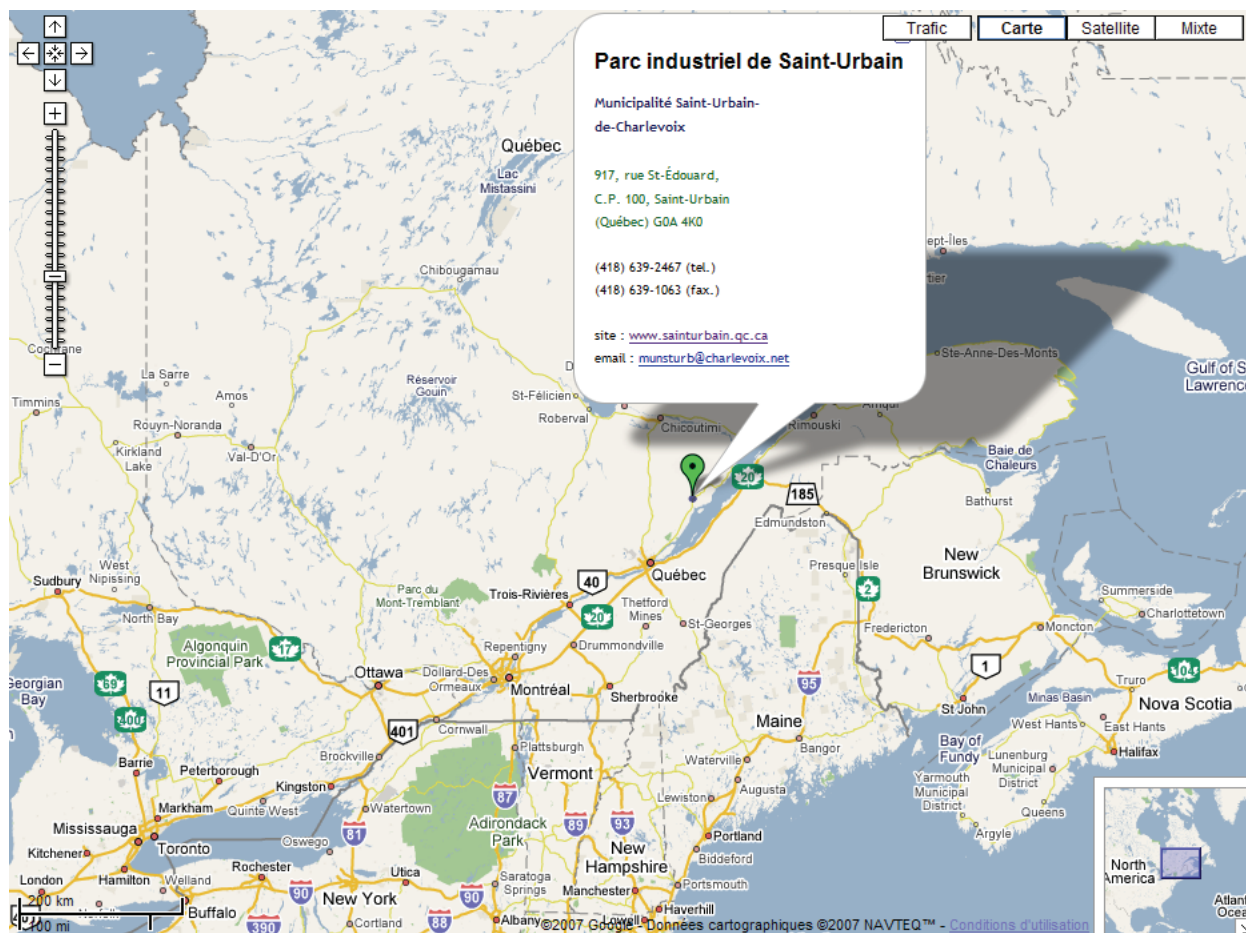 Trafic
Carte
Satellite
Mixte
Parc industriel de Saint-Urbain
Municipalité Saint-Urbain-
de-Charlevoix
917, rue St-Édouard,
C.P. 100, Saint-Urbain
(Québec) G0A 4K0
(418) 639-2467 (tel.)
(418) 639-1063 (fax.)
site : www.sainturbain.qc.ca
email : munsturb@charlevoix.net
Québec
Lac
Mistassini
Chibougamau
ept-Îles
rtier
Cochrane
La Sarre
Amos
Réservoir
Gouin
D
St-Félicien
Roberval
Chicoutimi
Rimouski
Amqui
Ste-Anne-Des-Monts
Gulf of S
Lawrence
Timmins
Rouyn-Noranda
Kirkland
Lake
Val-D'Or
Baie de
Chaleurs
Bathurst
20
185
Edmundston
New
Brunswick
Presque Isle
2
Québec
40
Trois-Rivières
20
Thetford
Mines
St-Georges
Parc du
Mont-Tremblant
West
Nipissing
Sudbury
North Bay
Algonquin
Provincial Park
17
Repentigny
Drummondville
Ottawa
Dollard-Des
Ormeaux
Montréal
Sherbrooke
Fredericton
Moncton
Summerside
Charlottetown
1
104
Truro
Georgian
Bay
69
11
400
401
Cornwall
95
St John
Minas Basin
Nova Scotia
West Hants
East Hants
Maine
Bangor
Bay of
Fundy
Halifax
Lunenburg
Municipal
District
Yarmouth
Municipal
District
Queens
Argyle
Barrie
Peterborough
Brockville
Kingston
Plattsburgh
Vermont
Waterville
Augusta
Lewiston
Markham
Quinte West
Watertown
87
Mississauga
Toronto
Oswego
81
Adirondack
Park
89
93
New
Hampshire
Portland
Biddeford
Kitchener
London
Hamilton
Welland
Rochester
Utica
Saratoga
Springs
Manchester
Portsmouth
90
New York
90
Norfolk
Buffalo
390
Cortland
88
Albany
Lowell
Haverhill
200 km
100 mi
North
America
Atlant
Ocea
©2007 Google - Données cartographiques ©2007 NAVTEQ™ - Conditions d'utilisation